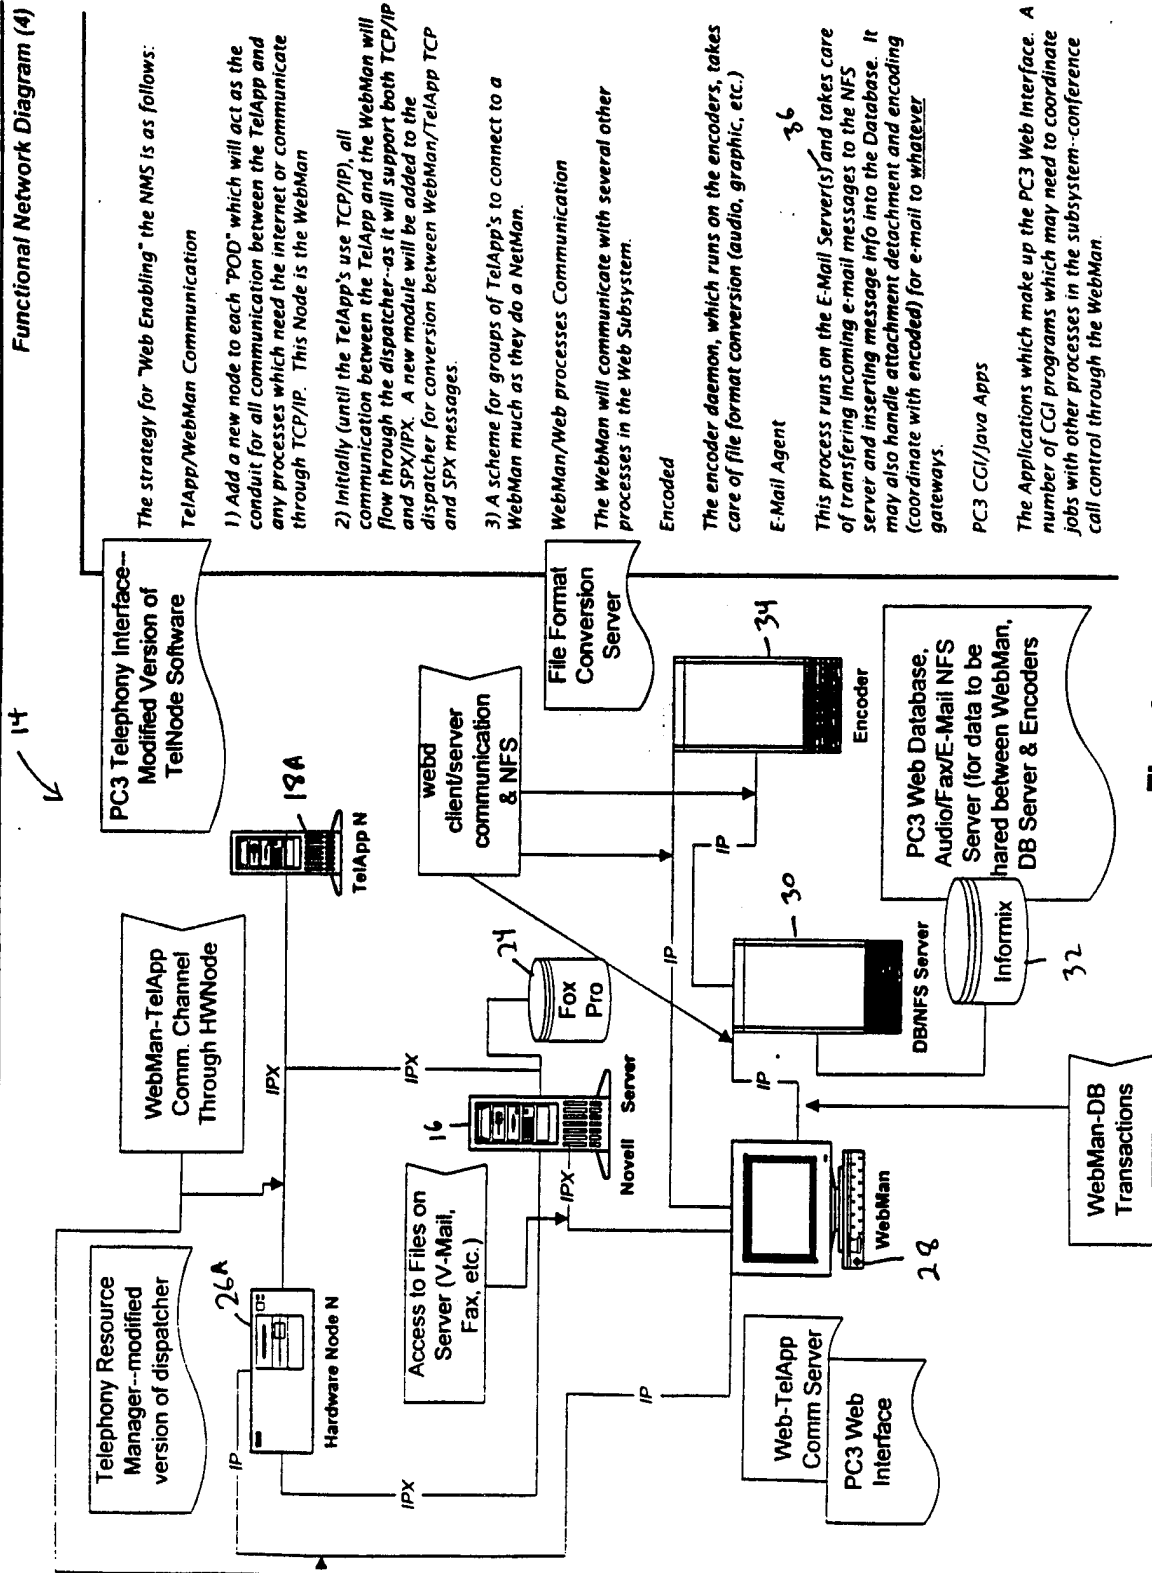 Functional Network Diagram (4)
14
The strategy for "Web Enabling" the NMS is as follows:
TelApp/WebMan Communication
1) Add a new node to each "POD" which will act as the
conduit for all communication between the TelApp and
any processes which need the internet or communicate
through TCP/IP. This Node is the WebMan
2) Initially (until the TelApp's use TCP/IP), all
communication between the TelApp and the WebMan will
flow through the dispatcher--as it will support both TCP/IP
and SPX/IPX. A new module will be added to the
dispatcher for conversion between WebMan/TelApp TCP
and SPX messages.
3) A scheme for groups of TelApp's to connect to a
WebMan much as they do a NetMan.
WebMan/Web processes Communication
The WebMan will communicate with several other
processes in the Web Subsystem.
Encoded
The encoder daemon, which runs on the encoders, takes
care of file format conversion (audio, graphic, etc.)
E-Mail Agent
36
This process runs on the E-Mail Server(s) and takes care
of transfering incoming e-mail messages to the NFS
server and inserting message info into the Database. It
may also handle attachment detachment and encoding
(coordinate with encoded) for e-mail to whatever
gateways.
PC3 CGI/Java Apps
The Applications which make up the PC3 Web Interface. A
number of CGI programs which may need to coordinate
jobs with other processes in the subsystem--conference
call control through the WebMan.
PC3 Telephony Interface--
Modified Version of
TelNode Software
18A
TelApp N
WebMan-TelApp
Comm. Channel
Through HWNode
Telephony Resource
Manager--modified
version of dispatcher
26A
Hardware Node N
IPX
IPX
IPX
IPX
IP
IP
Access to Files on
Server (V-Mail,
Fax, etc.)
16
Novell Server
24
Fox
Pro
webd
client/server
communication
& NFS
File Format
Conversion
Server
34
Encoder
IP
IP
IP
30
DB/NFS Server
Informix
32
PC3 Web Database,
Audio/Fax/E-Mail NFS
Server (for data to be
hared between WebMan,
DB Server & Encoders
WebMan
28
WebMan-DB
Transactions
Web-TelApp
Comm Server
PC3 Web
Interface